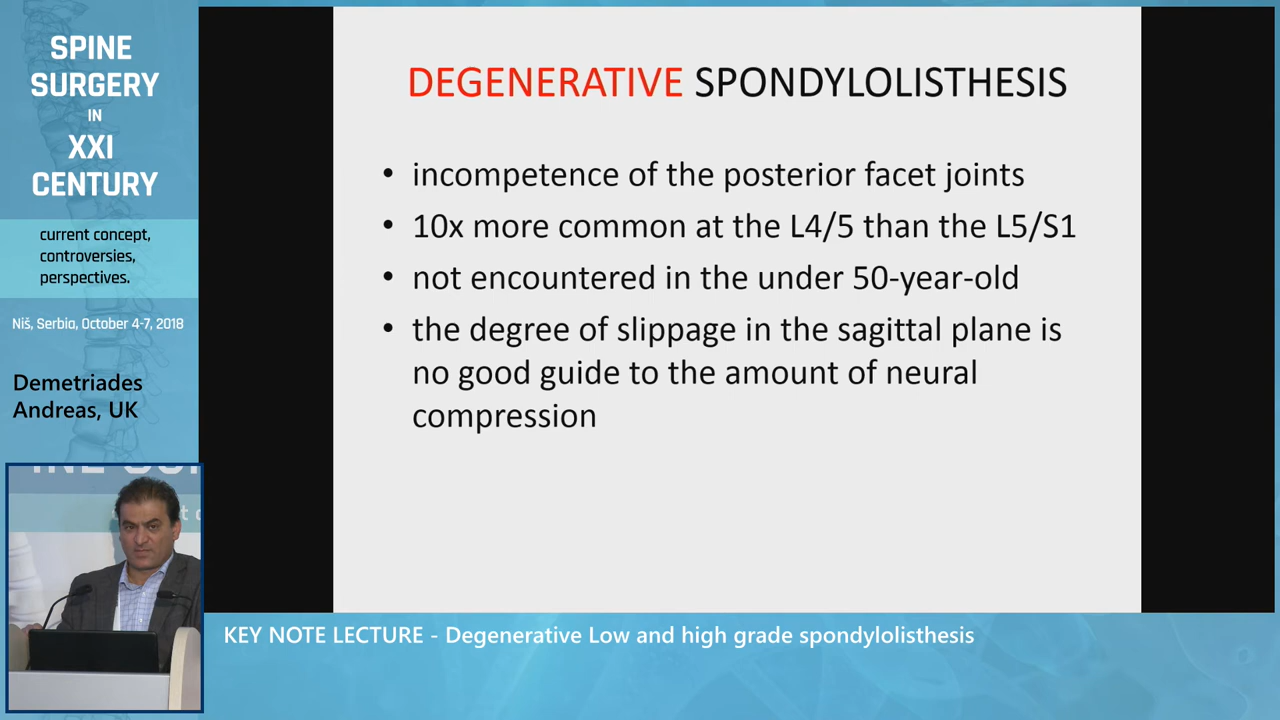 SPINE
SURGERY
IN
XXI
CENTURY
current concept,
controversies,
perspectives.
Niš, Serbia, October 4-7, 2018
Demetriades
Andreas, UK
DEGENERATIVE SPONDYLOLISTHESIS
• incompetence of the posterior facet joints
• 10x more common at the L4/5 than the L5/S1
• not encountered in the under 50-year-old
• the degree of slippage in the sagittal plane is
no good guide to the amount of neural
compression
KEY NOTE LECTURE - Degenerative Low and high grade spondylolisthesis